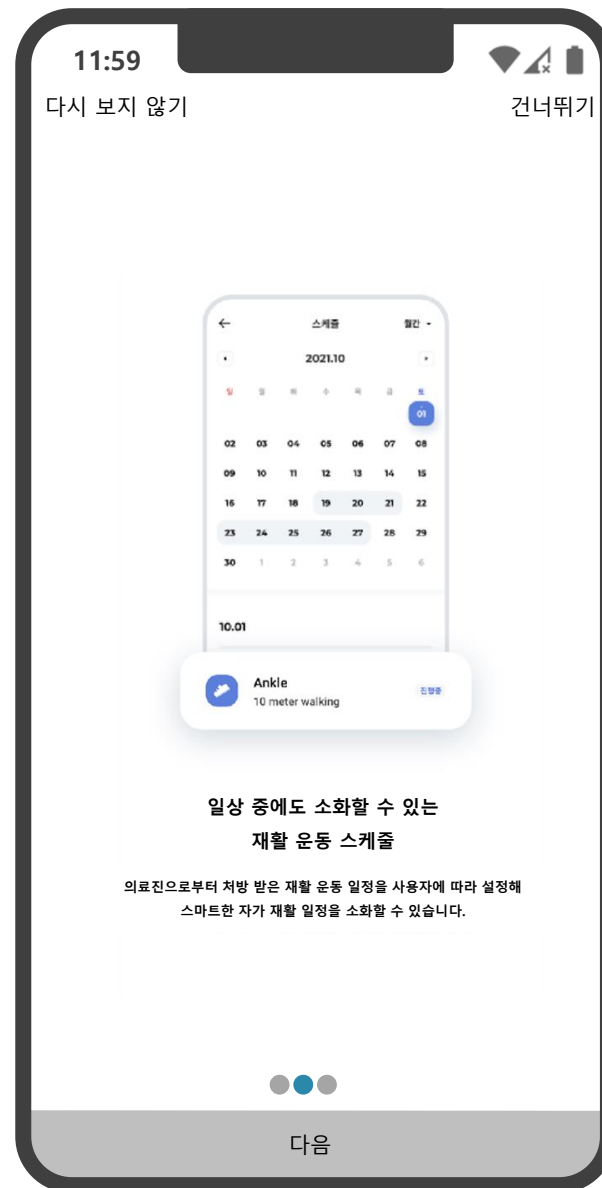 11:59
다시 보지 않기 건너뛰기
스케줄 월간
2021.10
일 월 화 수 목 금 토
01
02 03 04 05 06 07 08
09 10 11 12 13 14 15
16 17 18 19 20 21 22
23 24 25 26 27 28 29
30 1 2 3 4 5 6
10.01
Ankle
10 meter walking
진행중
일상 중에도 소화할 수 있는
재활 운동 스케줄
의료진으로부터 처방 받은 재활 운동 일정을 사용자에 따라 설정해
스마트한 자가 재활 일정을 소화할 수 있습니다.
다음